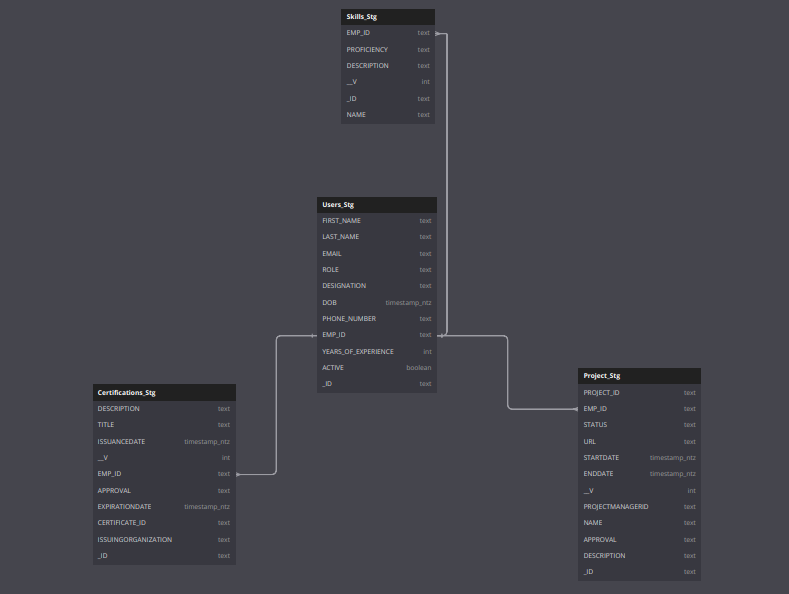 Skills_Stg
EMP_ID text
PROFICIENCY text
DESCRIPTION text
__V int
_ID text
NAME text
Users_Stg
FIRST_NAME text
LAST_NAME text
EMAIL text
ROLE text
DESIGNATION text
DOB timestamp_ntz
PHONE_NUMBER text
EMP_ID text
YEARS_OF_EXPERIENCE int
ACTIVE boolean
_ID text
Certifications_Stg
DESCRIPTION text
TITLE text
ISSUANCEDATE timestamp_ntz
__V int
EMP_ID text
APPROVAL text
EXPIRATIONDATE timestamp_ntz
CERTIFICATE_ID text
ISSUINGORGANIZATION text
_ID text
Project_Stg
PROJECT_ID text
EMP_ID text
STATUS text
URL text
STARTDATE timestamp_ntz
ENDDATE timestamp_ntz
__V int
PROJECTMANAGERID text
NAME text
APPROVAL text
DESCRIPTION text
_ID text